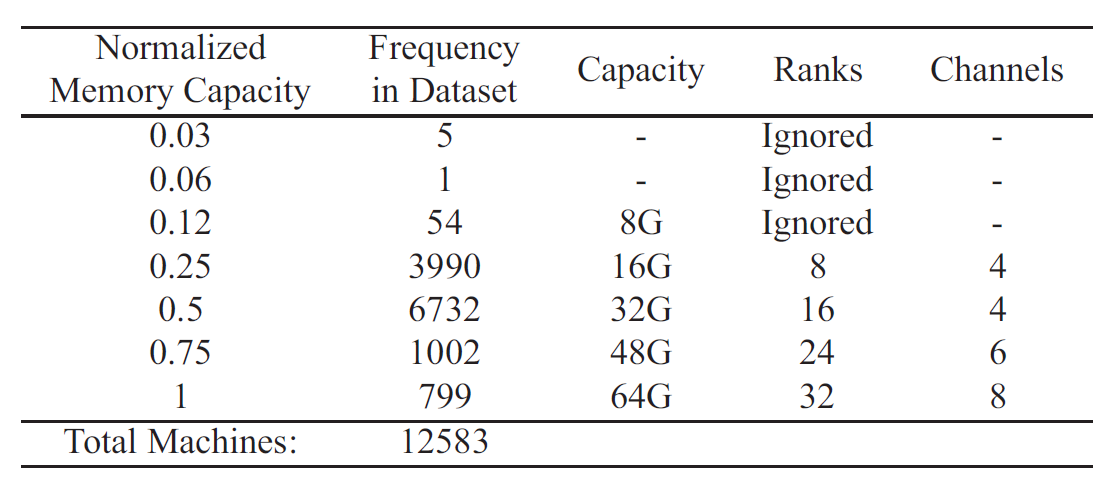 Normalized Memory Capacity Frequency in Dataset Capacity Ranks Channels
0.03 5 - Ignored -
0.06 1 - Ignored -
0.12 54 8G Ignored -
0.25 3990 16G 8 4
0.5 6732 32G 16 4
0.75 1002 48G 24 6
1 799 64G 32 8
Total Machines: 12583